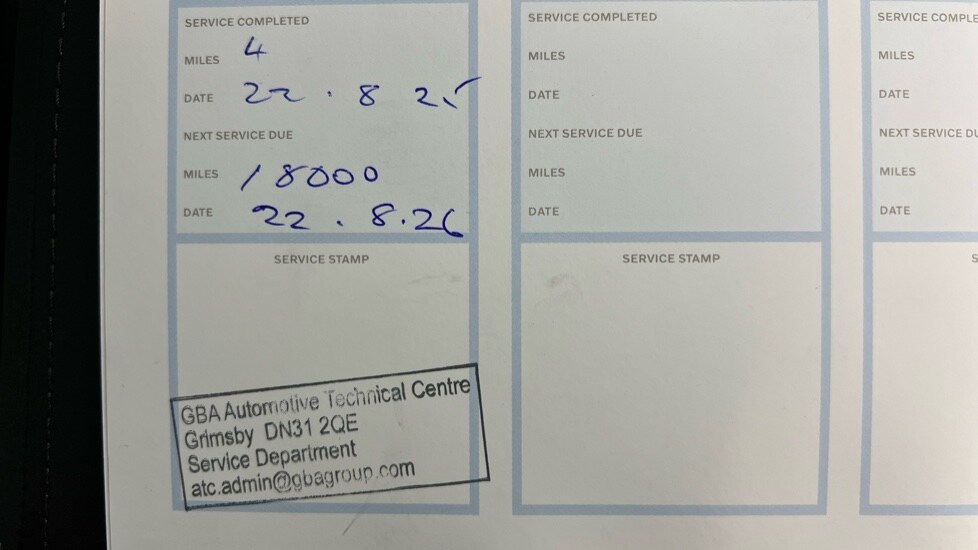 SERVICE COMPLETED
MILES 4
DATE 22 . 8 25
NEXT SERVICE DUE
MILES 18000
DATE 22 . 8.26
SERVICE STAMP
GBA Automotive Technical Centre
Grimsby DN31 2QE
Service Department
atc.admin@gbagroup.com
SERVICE COMPLETED
MILES
DATE
NEXT SERVICE DUE
MILES
DATE
SERVICE STAMP
SERVICE COMPLE
MILES
DATE
NEXT SERVICE DU
MILES
DATE
S